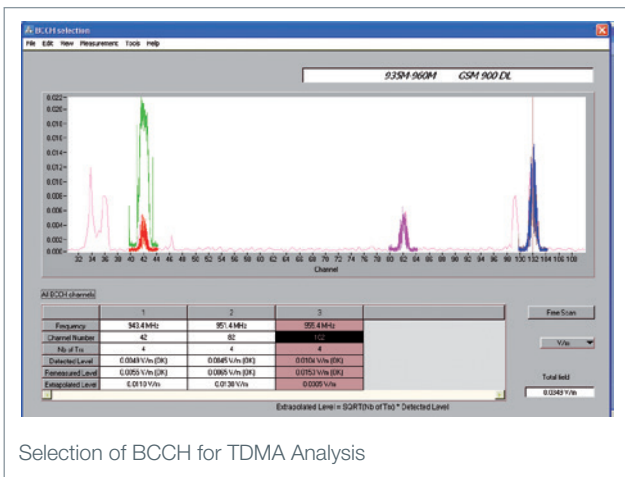 BCCH selection
File Edit View Measurement Tools Help
935M-960M GSM 900 DL
0.022
0.020
0.018
0.016
0.014
0.012
0.010
0.008
0.006
0.004
0.002
0.000
32 34 36 38 40 42 44 46 48 50 52 54 56 58 60 62 64 66 68 70 72 74 76 78 80 82 84 86 88 90 92 94 96 98 100 102 104 106 108
Channel
All BCCH channels
1 2 3
Frequency 943.4 MHz 951.4 MHz 955.4 MHz
Channel Number 42 82 102
Nb of Trx 4 4 4
Detected Level 0.0049 V/m (OK) 0.0045 V/m (OK) 0.0104 V/m (OK)
Remeasured Level 0.0055 V/m (OK) 0.0065 V/m (OK) 0.0153 V/m (OK)
Extrapolated Level 0.0110 V/m 0.0130 V/m 0.0305 V/m
Extrapolated Level = SQRT(Nb of Trx) * Detected Level
Free Scan
V/m
Total field
0.0349 V/m
Selection of BCCH for TDMA Analysis